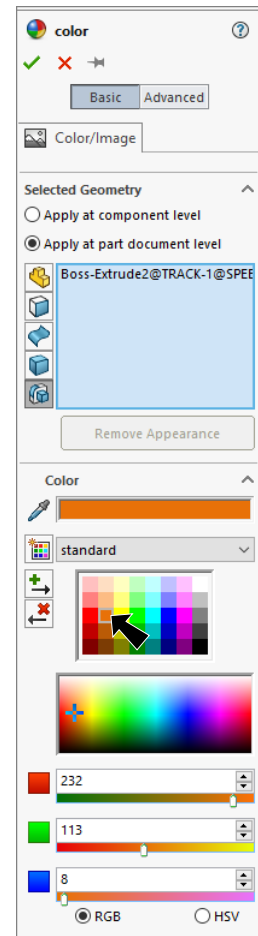 color
Basic Advanced
Color/Image
Selected Geometry
Apply at component level
Apply at part document level
Boss-Extrude2@TRACK-1@SPEE
Remove Appearance
Color
standard
232
113
8
RGB HSV